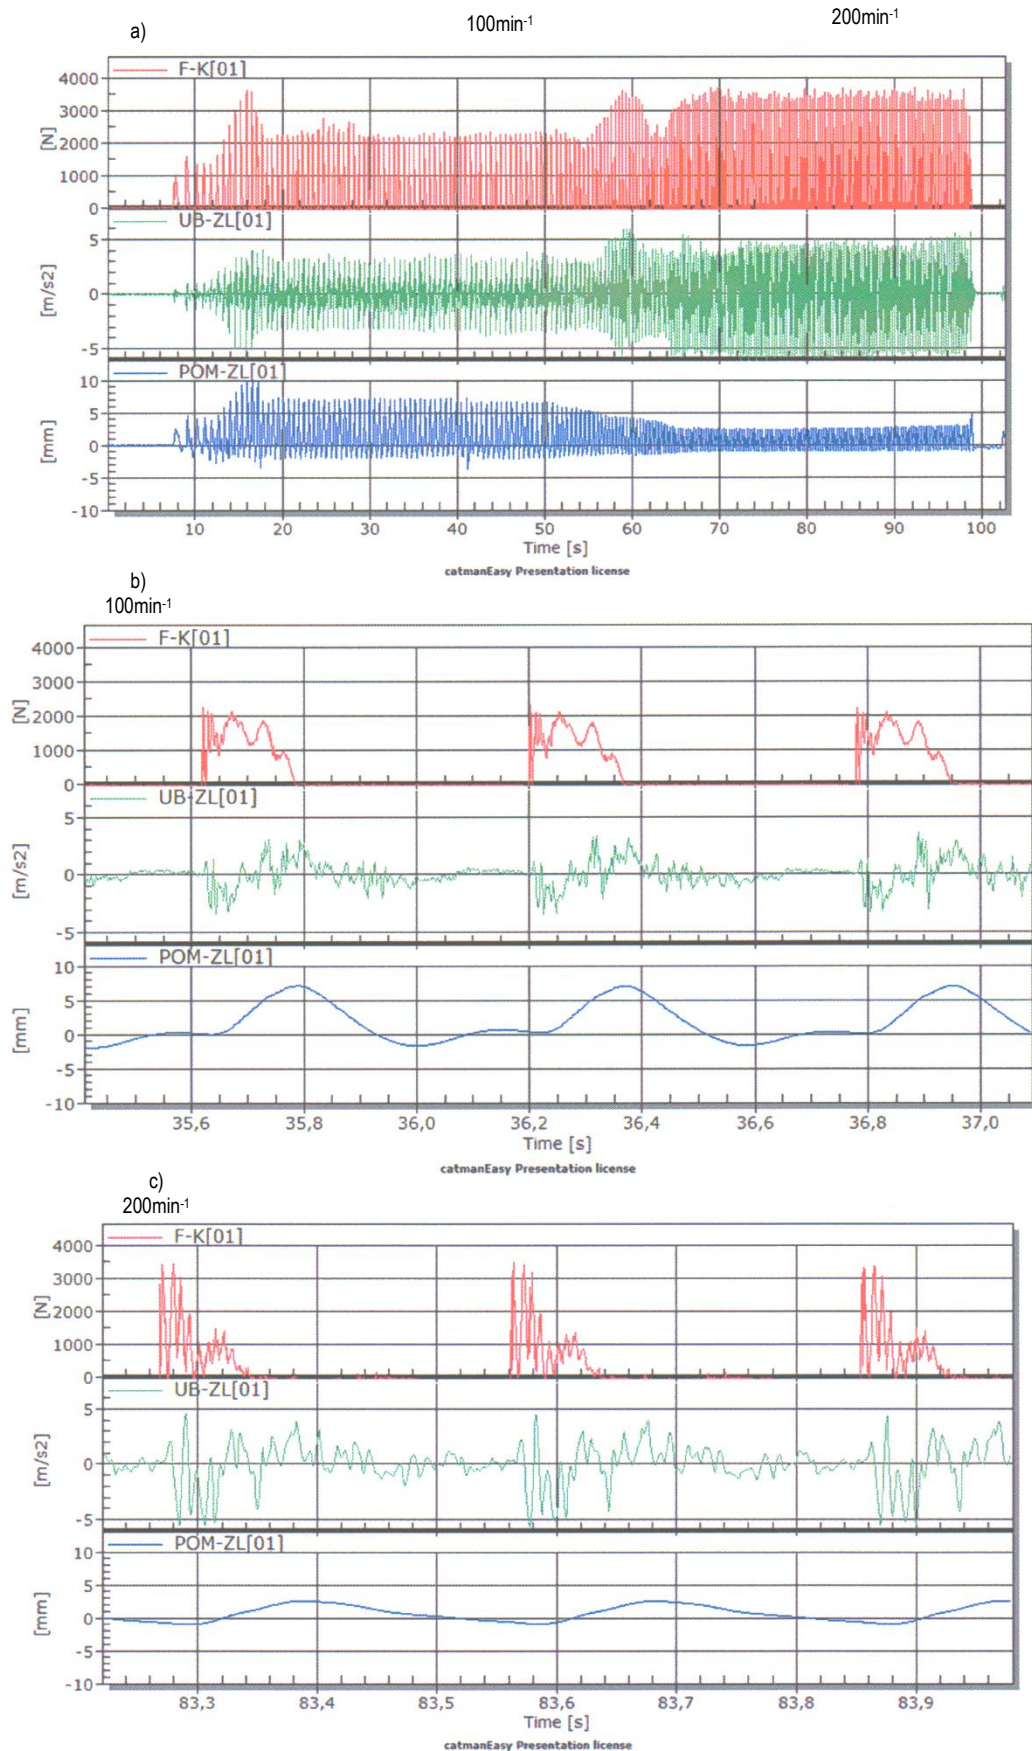 a)
100min-1
200min-1
F-K[01]
4000
3000
2000
1000
0
[N]
UB-ZL[01]
5
0
-5
[m/s2]
POM-ZL[01]
10
5
0
-5
-10
[mm]
10 20 30 40 50 60 70 80 90 100
Time [s]
catmanEasy Presentation license
b)
100min-1
F-K[01]
4000
3000
2000
1000
0
[N]
UB-ZL[01]
5
0
-5
[m/s2]
POM-ZL[01]
10
5
0
-5
-10
[mm]
35,6 35,8 36,0 36,2 36,4 36,6 36,8 37,0
Time [s]
catmanEasy Presentation license
c)
200min-1
F-K[01]
4000
3000
2000
1000
0
[N]
UB-ZL[01]
5
0
-5
[m/s2]
POM-ZL[01]
10
5
0
-5
-10
[mm]
83,3 83,4 83,5 83,6 83,7 83,8 83,9
Time [s]
catmanEasy Presentation license